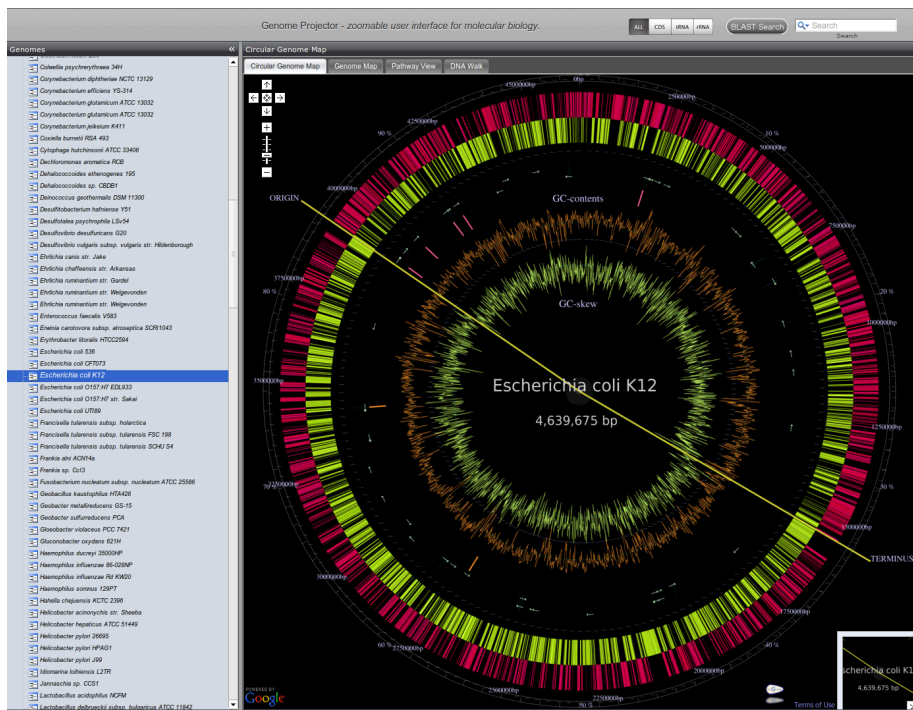 Genome Projector - zoomable user interface for molecular biology.
ALL CDS tRNA rRNA
BLAST Search
Search
Search
Genomes
«
Colwellia psychrerythraea 34H
Corynebacterium diphtheriae NCTC 13129
Corynebacterium efficiens YS-314
Corynebacterium glutamicum ATCC 13032
Corynebacterium glutamicum ATCC 13032
Corynebacterium jeikeium K411
Coxiella burnetii RSA 493
Cytophaga hutchinsonii ATCC 33406
Dechloromonas aromatica RCB
Dehalococcoides ethenogenes 195
Dehalococcoides sp. CBDB1
Deinococcus geothermalis DSM 11300
Desulfitobacterium hafniense Y51
Desulfotalea psychrophila LSv54
Desulfovibrio desulfuricans G20
Desulfovibrio vulgaris subsp. vulgaris str. Hildenborough
Ehrlichia canis str. Jake
Ehrlichia chaffeensis str. Arkansas
Ehrlichia ruminantium str. Gardel
Ehrlichia ruminantium str. Welgevonden
Ehrlichia ruminantium str. Welgevonden
Enterococcus faecalis V583
Erwinia carotovora subsp. atroseptica SCRI1043
Erythrobacter litoralis HTCC2594
Escherichia coli 536
Escherichia coli CFT073
Escherichia coli K12
Escherichia coli O157:H7 EDL933
Escherichia coli O157:H7 str. Sakai
Escherichia coli UTI89
Francisella tularensis subsp. holarctica
Francisella tularensis subsp. tularensis FSC 198
Francisella tularensis subsp. tularensis SCHU S4
Frankia alni ACN14a
Frankia sp. CcI3
Fusobacterium nucleatum subsp. nucleatum ATCC 25586
Geobacillus kaustophilus HTA426
Geobacter metallireducens GS-15
Geobacter sulfurreducens PCA
Gloeobacter violaceus PCC 7421
Gluconobacter oxydans 621H
Haemophilus ducreyi 35000HP
Haemophilus influenzae 86-028NP
Haemophilus influenzae Rd KW20
Haemophilus somnus 129PT
Hahella chejuensis KCTC 2396
Helicobacter acinonychis str. Sheeba
Helicobacter hepaticus ATCC 51449
Helicobacter pylori 26695
Helicobacter pylori HPAG1
Helicobacter pylori J99
Idiomarina loihiensis L2TR
Jannaschia sp. CCS1
Lactobacillus acidophilus NCFM
Lactobacillus delbrueckii subsp. bulgaricus ATCC 11842
Circular Genome Map
Circular Genome Map Genome Map Pathway View DNA Walk
0bp
4500000bp
250000bp
4250000bp
90 %
10 %
500000bp
4000000bp
ORIGIN
GC-contents
750000bp
3750000bp
80 %
20 %
GC-skew
1000000bp
3500000bp
Escherichia coli K12
4,639,675 bp
1250000bp
3250000bp
70 %
30 %
1500000bp
TERMINUS
3000000bp
1750000bp
60 %
2750000bp
40 %
2000000bp
2500000bp
2250000bp
50 %
POWERED BY
Google
Terms of Use
scherichia coli K
4,639,675 bp